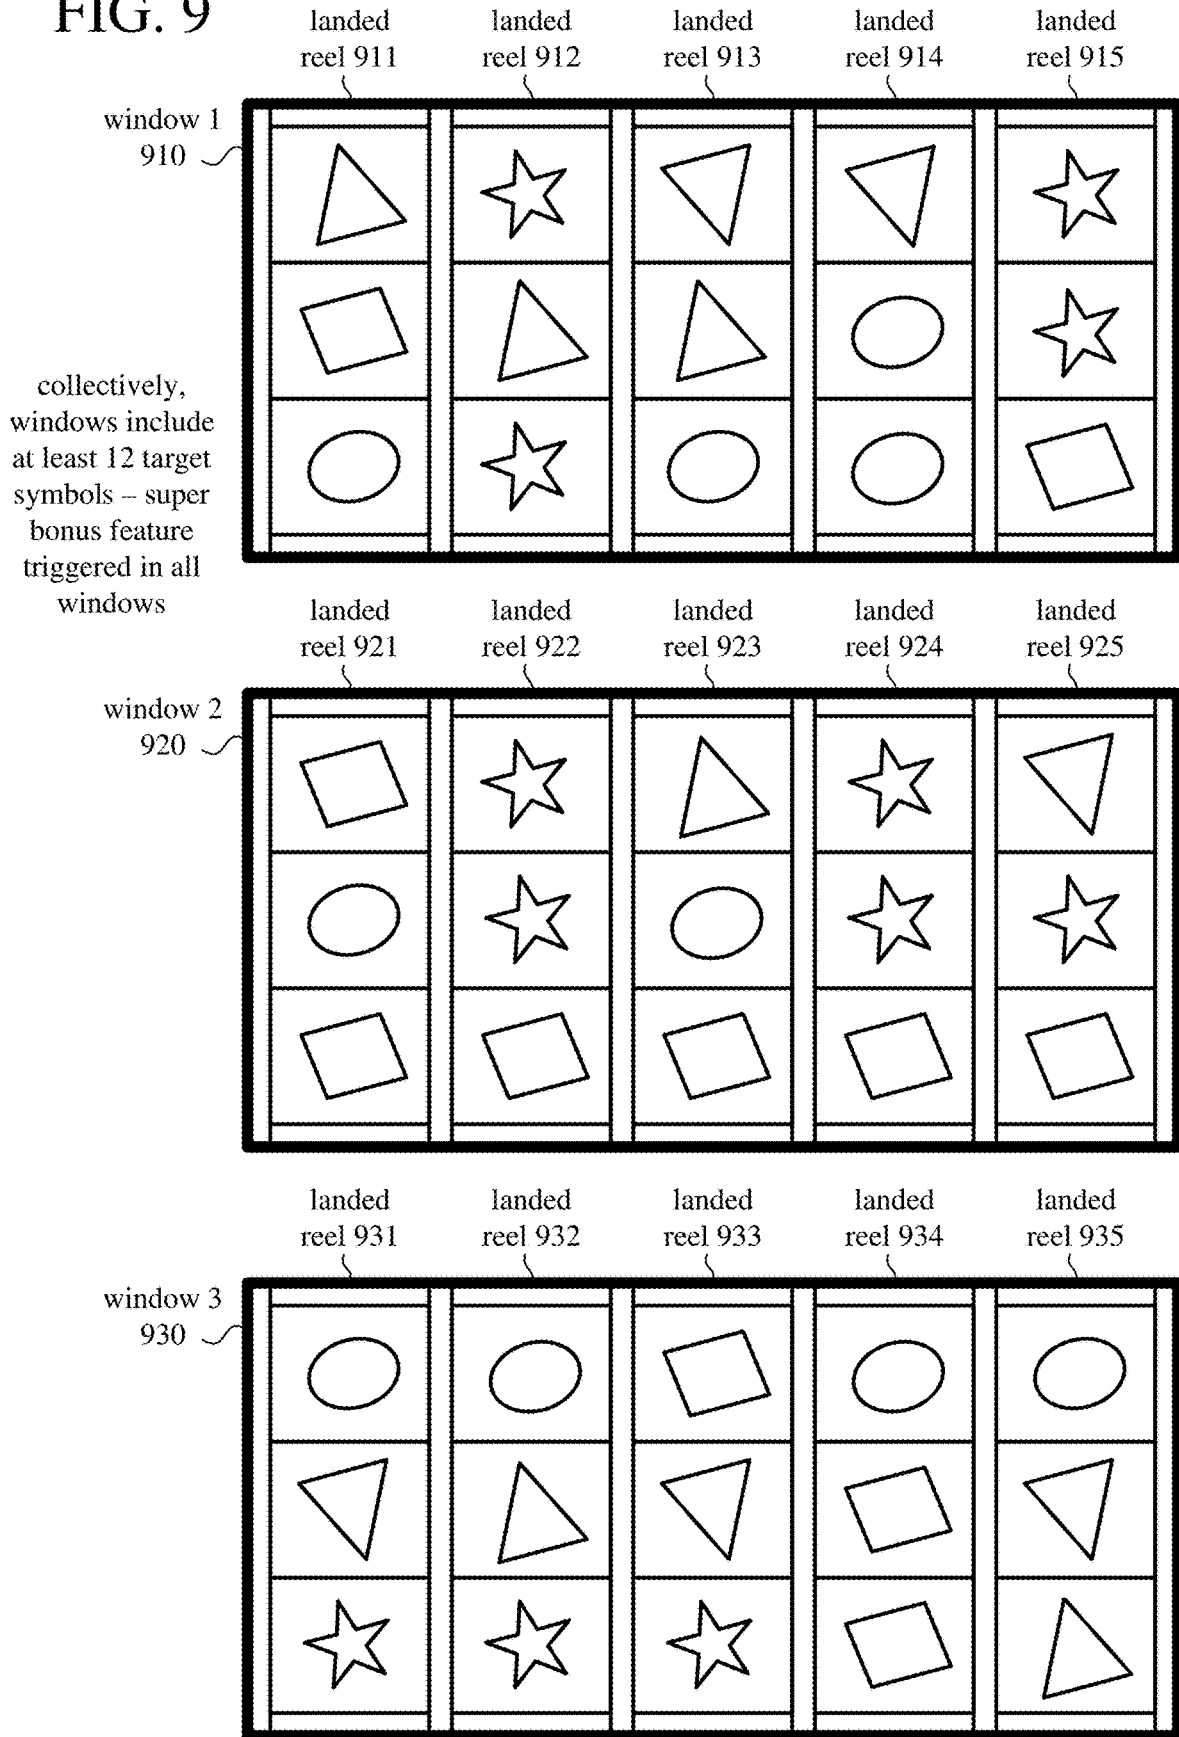 FIG. 9
landed reel 911
landed reel 912
landed reel 913
landed reel 914
landed reel 915
window 1
910
collectively,
windows include
at least 12 target
symbols – super
bonus feature
triggered in all
windows
landed reel 921
landed reel 922
landed reel 923
landed reel 924
landed reel 925
window 2
920
landed reel 931
landed reel 932
landed reel 933
landed reel 934
landed reel 935
window 3
930